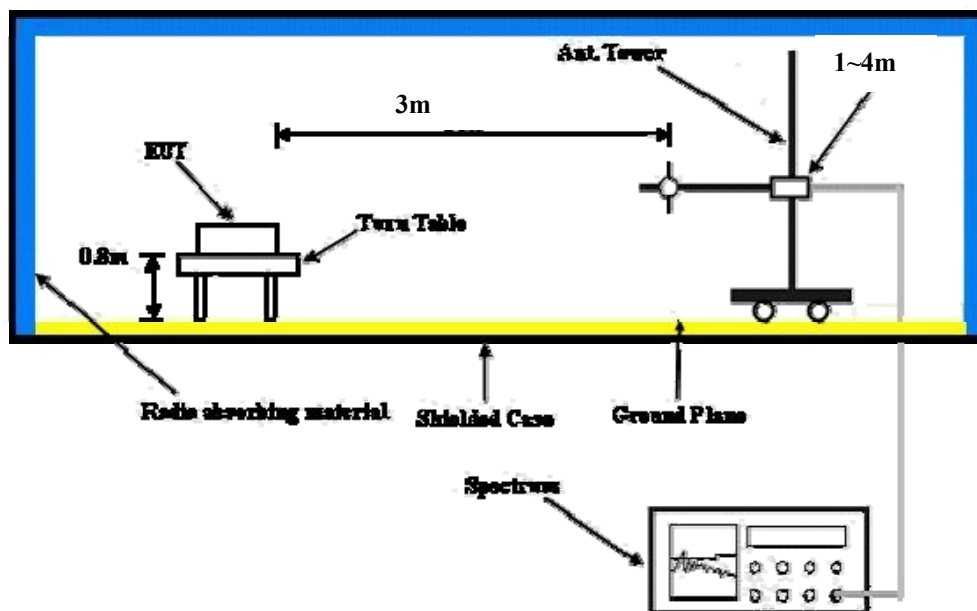 Ant. Tower
1~4m
3m
EUT
Turn Table
0.8m
Radio absorbing material
Shielded Case
Ground Plane
Spectrum